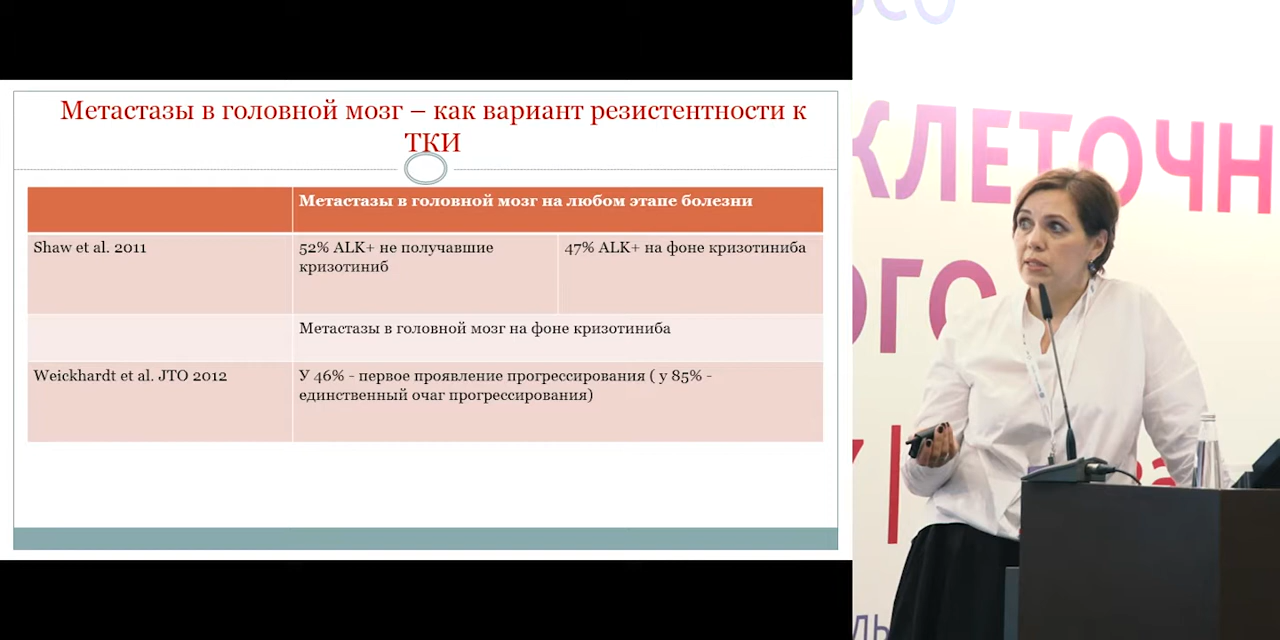 Метастазы в головной мозг – как вариант резистентности к
ТКИ
Метастазы в головной мозг на любом этапе болезни
Shaw et al. 2011
52% ALK+ не получавшие
кризотиниб
47% ALK+ на фоне кризотиниба
Метастазы в головной мозг на фоне кризотиниба
Weickhardt et al. JTO 2012
У 46% - первое проявление прогрессирования ( у 85% -
единственный очаг прогрессирования)
КЛЕТОЧН
ОГО